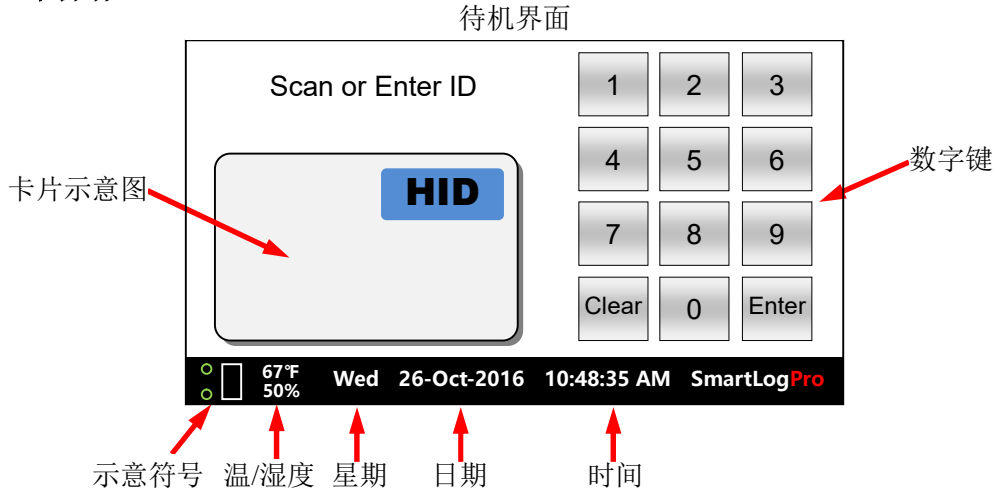 待机界面
Scan or Enter ID
1 2 3
4 5 6
7 8 9
Clear 0 Enter
HID
卡片示意图
数字键
67°F
50%
Wed 26-Oct-2016 10:48:35 AM SmartLogPro
示意符号 温/湿度 星期 日期 时间